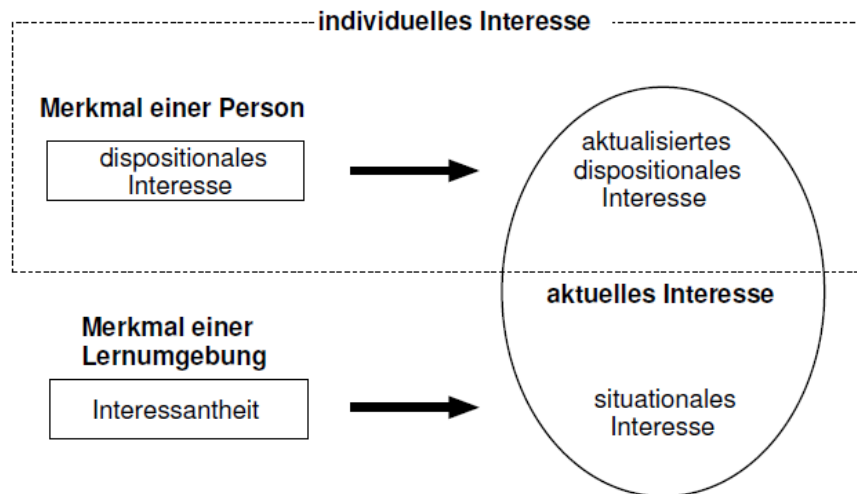 individuelles Interesse
Merkmal einer Person
dispositionales
Interesse
aktualisiertes
dispositionales
Interesse
aktuelles Interesse
Merkmal einer
Lernumgebung
Interessantheit
situationales
Interesse